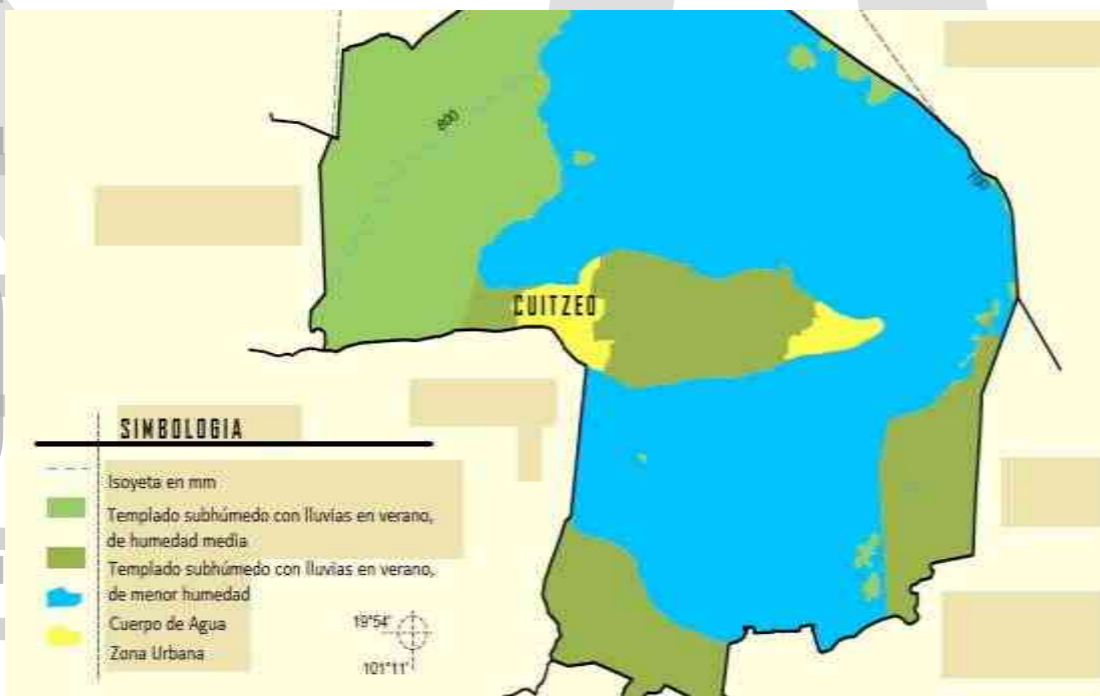 800
700
CUITZEO
SIMBOLOGIA
Isoyeta en mm
Templado subhúmedo con lluvias en verano,
de humedad media
Templado subhúmedo con lluvias en verano,
de menor humedad
Cuerpo de Agua
Zona Urbana
19°54'
101°11'